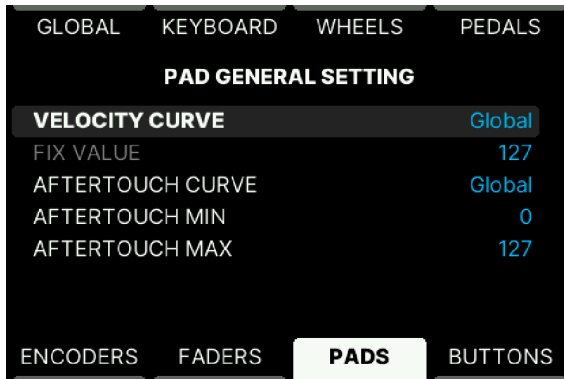 GLOBAL KEYBOARD WHEELS PEDALS
PAD GENERAL SETTING
VELOCITY CURVE Global
FIX VALUE 127
AFTERTOUCH CURVE Global
AFTERTOUCH MIN 0
AFTERTOUCH MAX 127
ENCODERS FADERS PADS BUTTONS